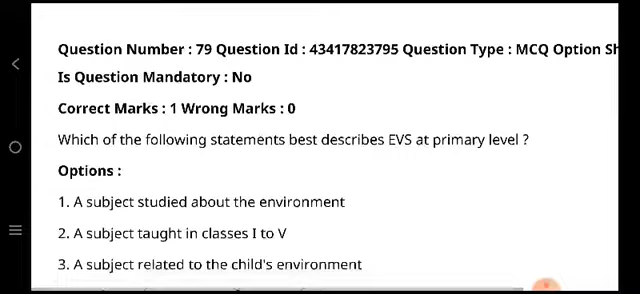 Question Number : 79 Question Id : 43417823795 Question Type : MCQ Option
Is Question Mandatory : No
Correct Marks : 1 Wrong Marks : 0
Which of the following statements best describes EVS at primary level ?
Options :
1. A subject studied about the environment
2. A subject taught in classes I to V
3. A subject related to the child's environment